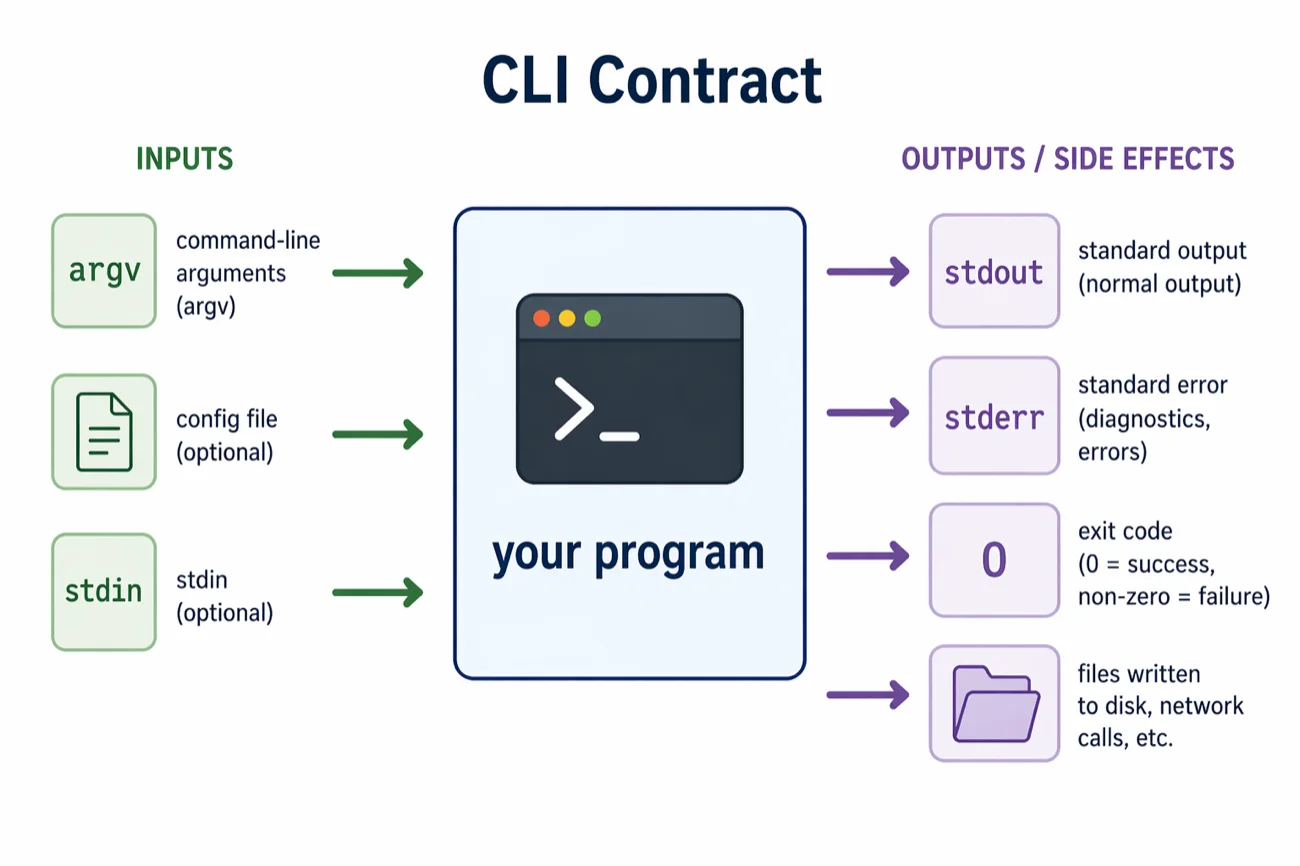 CLI Contract
INPUTS
argv
command-line
arguments
(argv)
config file
(optional)
stdin
stdin
(optional)
>_
your program
OUTPUTS / SIDE EFFECTS
stdout
standard output
(normal output)
stderr
standard error
(diagnostics,
errors)
0
exit code
(0 = success,
non-zero = failure)
files written
to disk, network
calls, etc.